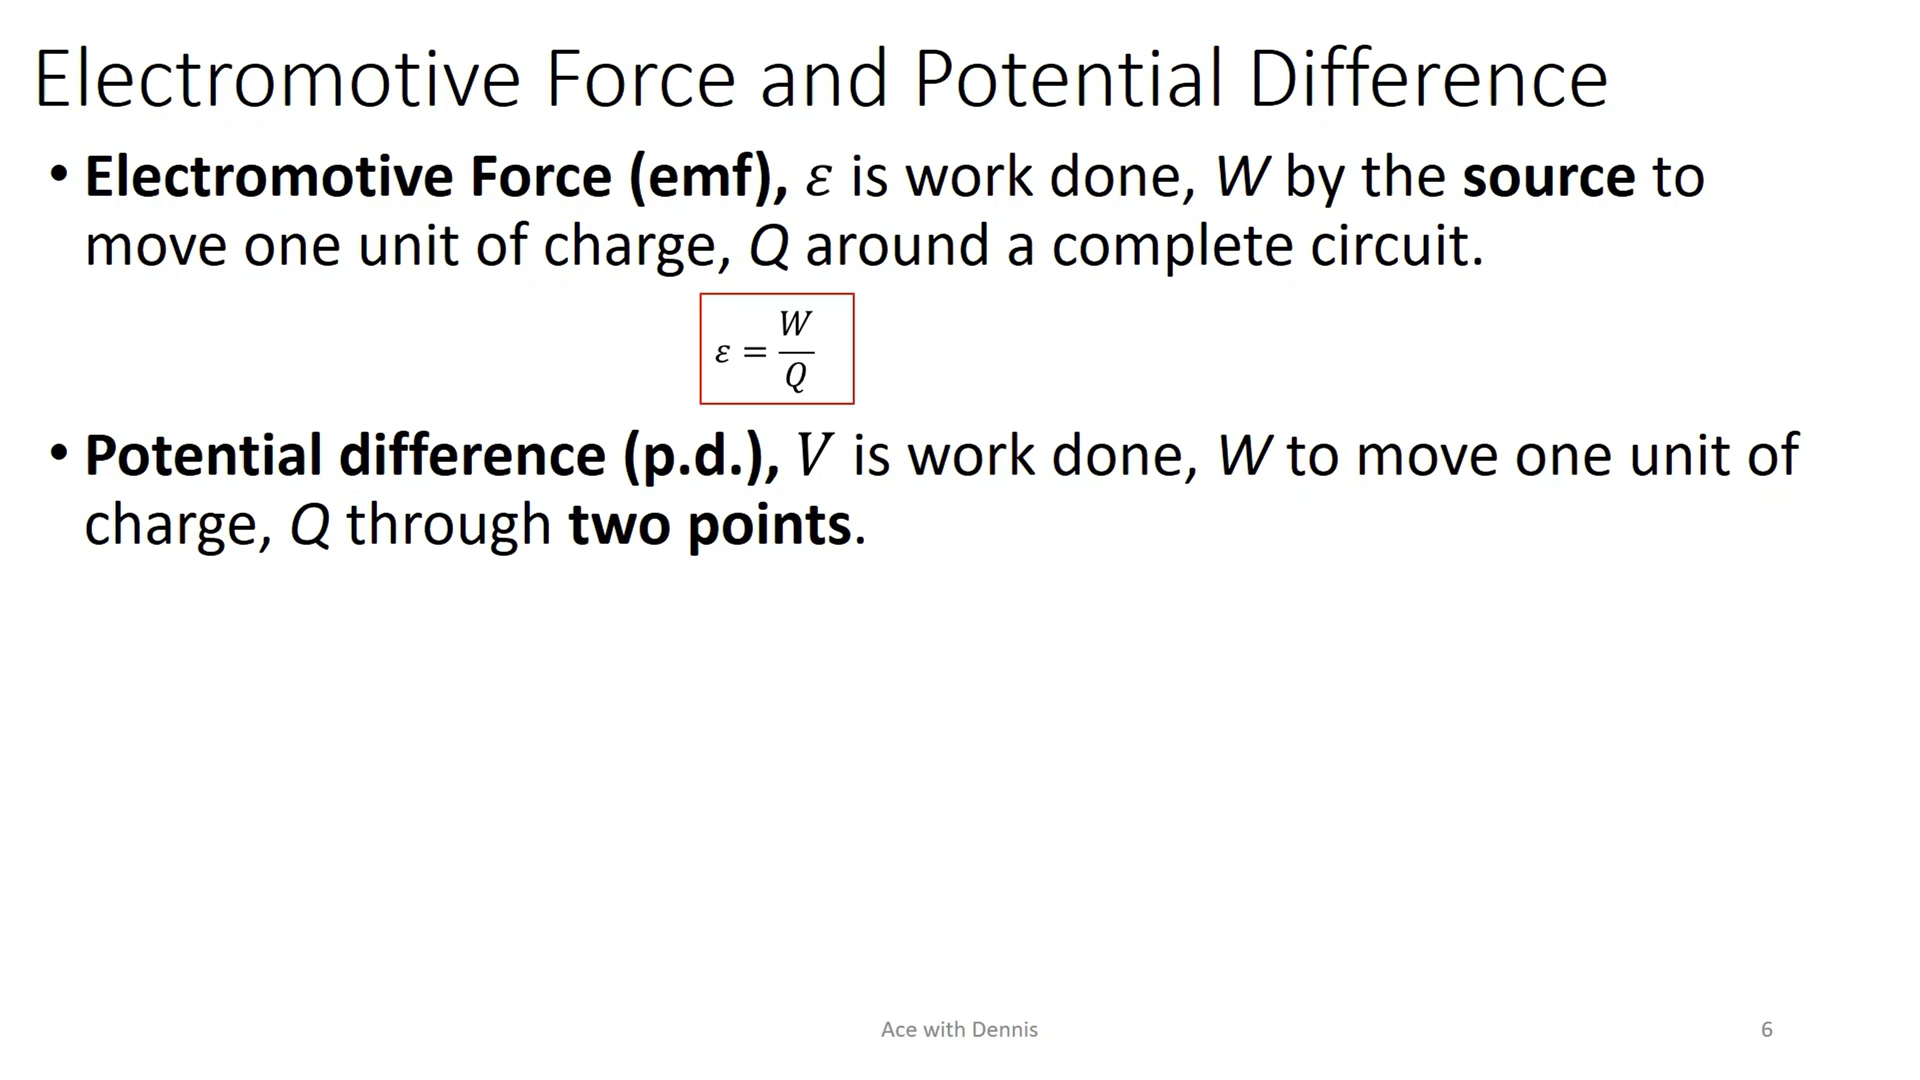 Electromotive Force and Potential Difference
• Electromotive Force (emf), 𝜀 is work done, W by the source to
move one unit of charge, Q around a complete circuit.
𝜀 = W/Q
• Potential difference (p.d.), V is work done, W to move one unit of
charge, Q through two points.
Ace with Dennis
6